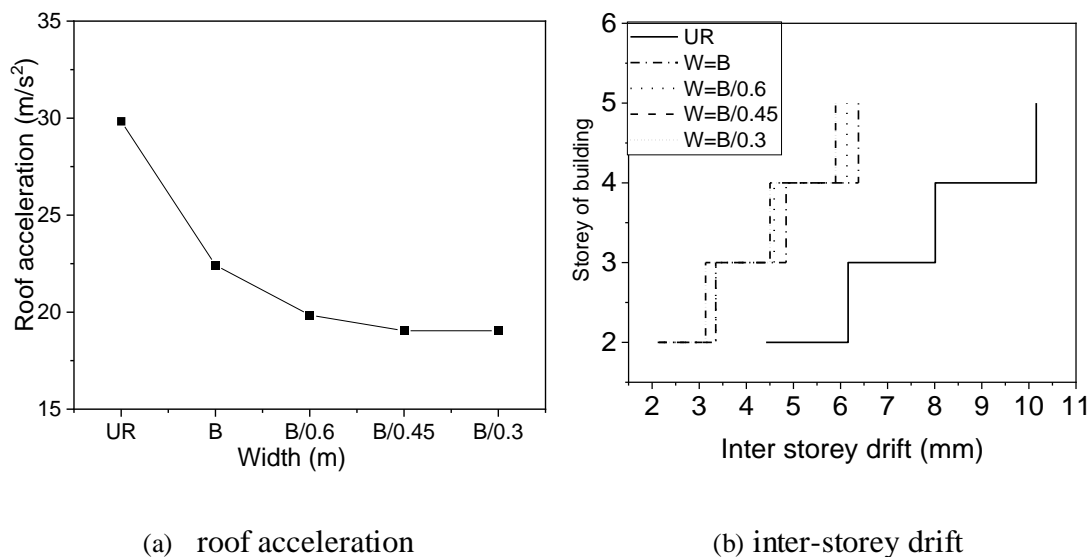 35
30
25
20
15
Roof acceleration (m/s²)
UR B B/0.6 B/0.45 B/0.3
Width (m)
(a) roof acceleration
6
5
4
3
2
Storey of building
UR
W=B
W=B/0.6
W=B/0.45
W=B/0.3
2 3 4 5 6 7 8 9 10 11
Inter storey drift (mm)
(b) inter-storey drift